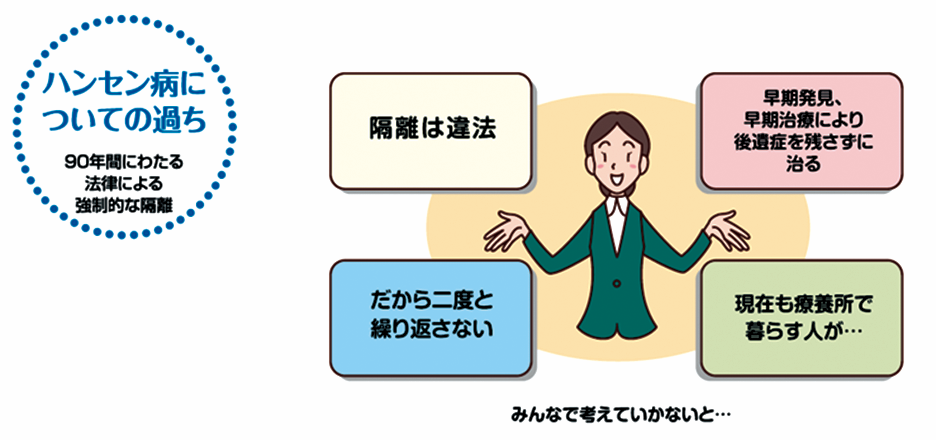 ハンセン病に
ついての過ち
90年間にわたる
法律による
強制的な隔離
隔離は違法
早期発見、
早期治療により
後遺症を残さずに
治る
だから二度と
繰り返さない
現在も療養所で
暮らす人が…
みんなで考えていかないと…